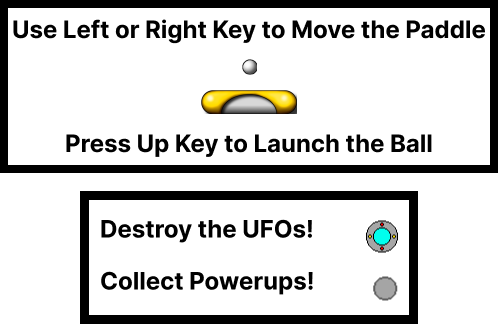 Use Left or Right Key to Move the Paddle
Press Up Key to Launch the Ball
Destroy the UFOs!
Collect Powerups!